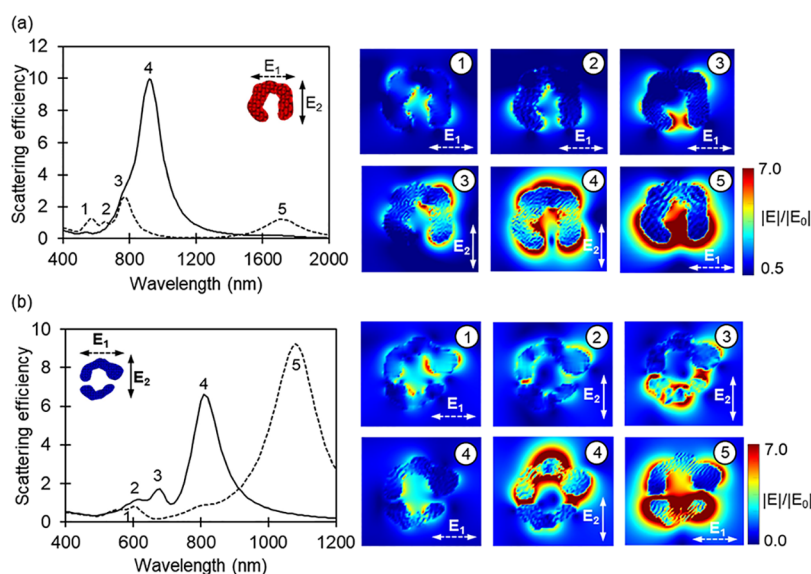 (a)
Scattering efficiency
12
10
8
6
4
2
0
400 800 1200 1600 2000
Wavelength (nm)
1 2 3 4 5
E1
E2
1 2 3
E1 E1 E1
3 4 5
E2 E2 E1
7.0
|E|/|E0|
0.5
(b)
Scattering efficiency
10
8
6
4
2
0
400 600 800 1000 1200
Wavelength (nm)
1 2 3 4 5
E1
E2
1 2 3
E1 E2 E2
4 4 5
E1 E2 E1
7.0
|E|/|E0|
0.0